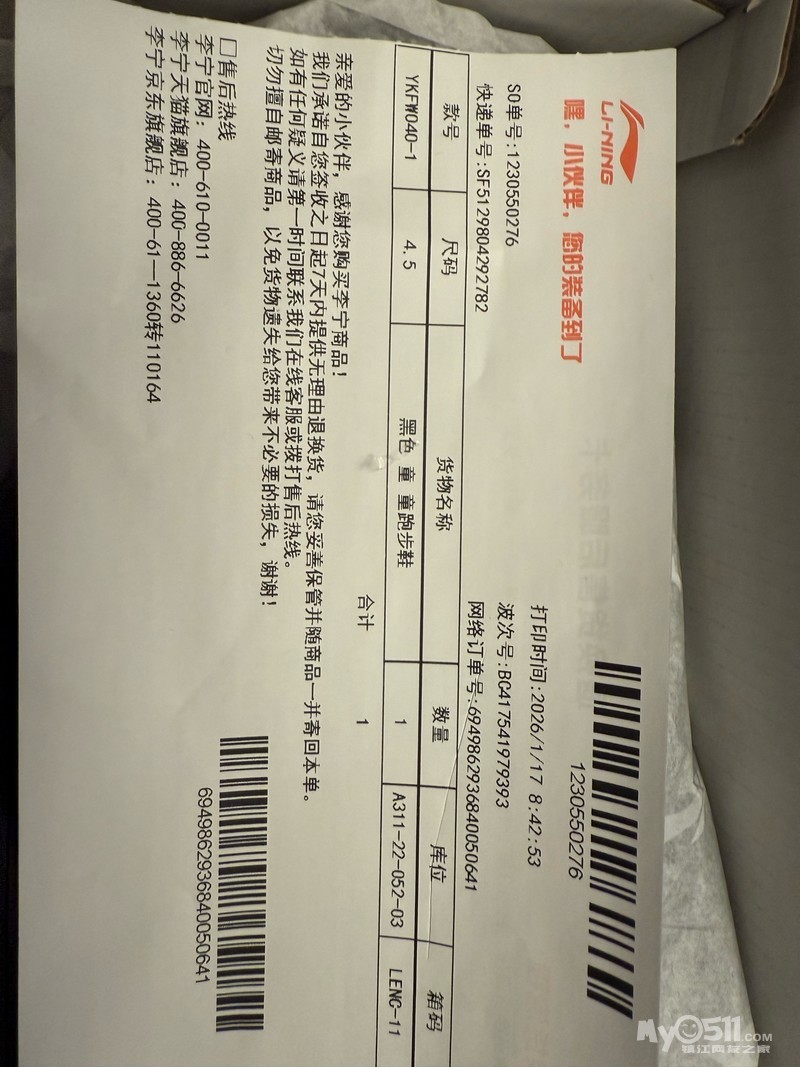 LI-NING
嘿，小伙伴，您的装备到了
1230550276
SO单号:1230550276
打印时间:2026/1/17 8:42:53
快递单号:SF5129804292782
波次号:BC417541979393
网络订单号:6949862936840050641
款号 尺码 货物名称 数量 库位 箱码
YKFW040-1 4.5 黑色 童 童跑步鞋 1 A311-22-052-03 LENG-11
合计 1
亲爱的小伙伴，感谢您购买李宁商品！
我们承诺自您签收之日起7天内提供无理由退换货，请您妥善保管并随商品一并寄回本单。
如有任何疑义请第一时间联系我们在线客服或拨打售后热线。
切勿擅自邮寄商品，以免货物遗失给您带来不必要的损失，谢谢！
售后热线
李宁官网：400-610-0011
李宁天猫旗舰店：400-886-6626
李宁京东旗舰店：400-61—1360转110164
6949862936840050641
My0511.COM
镇江网友之家